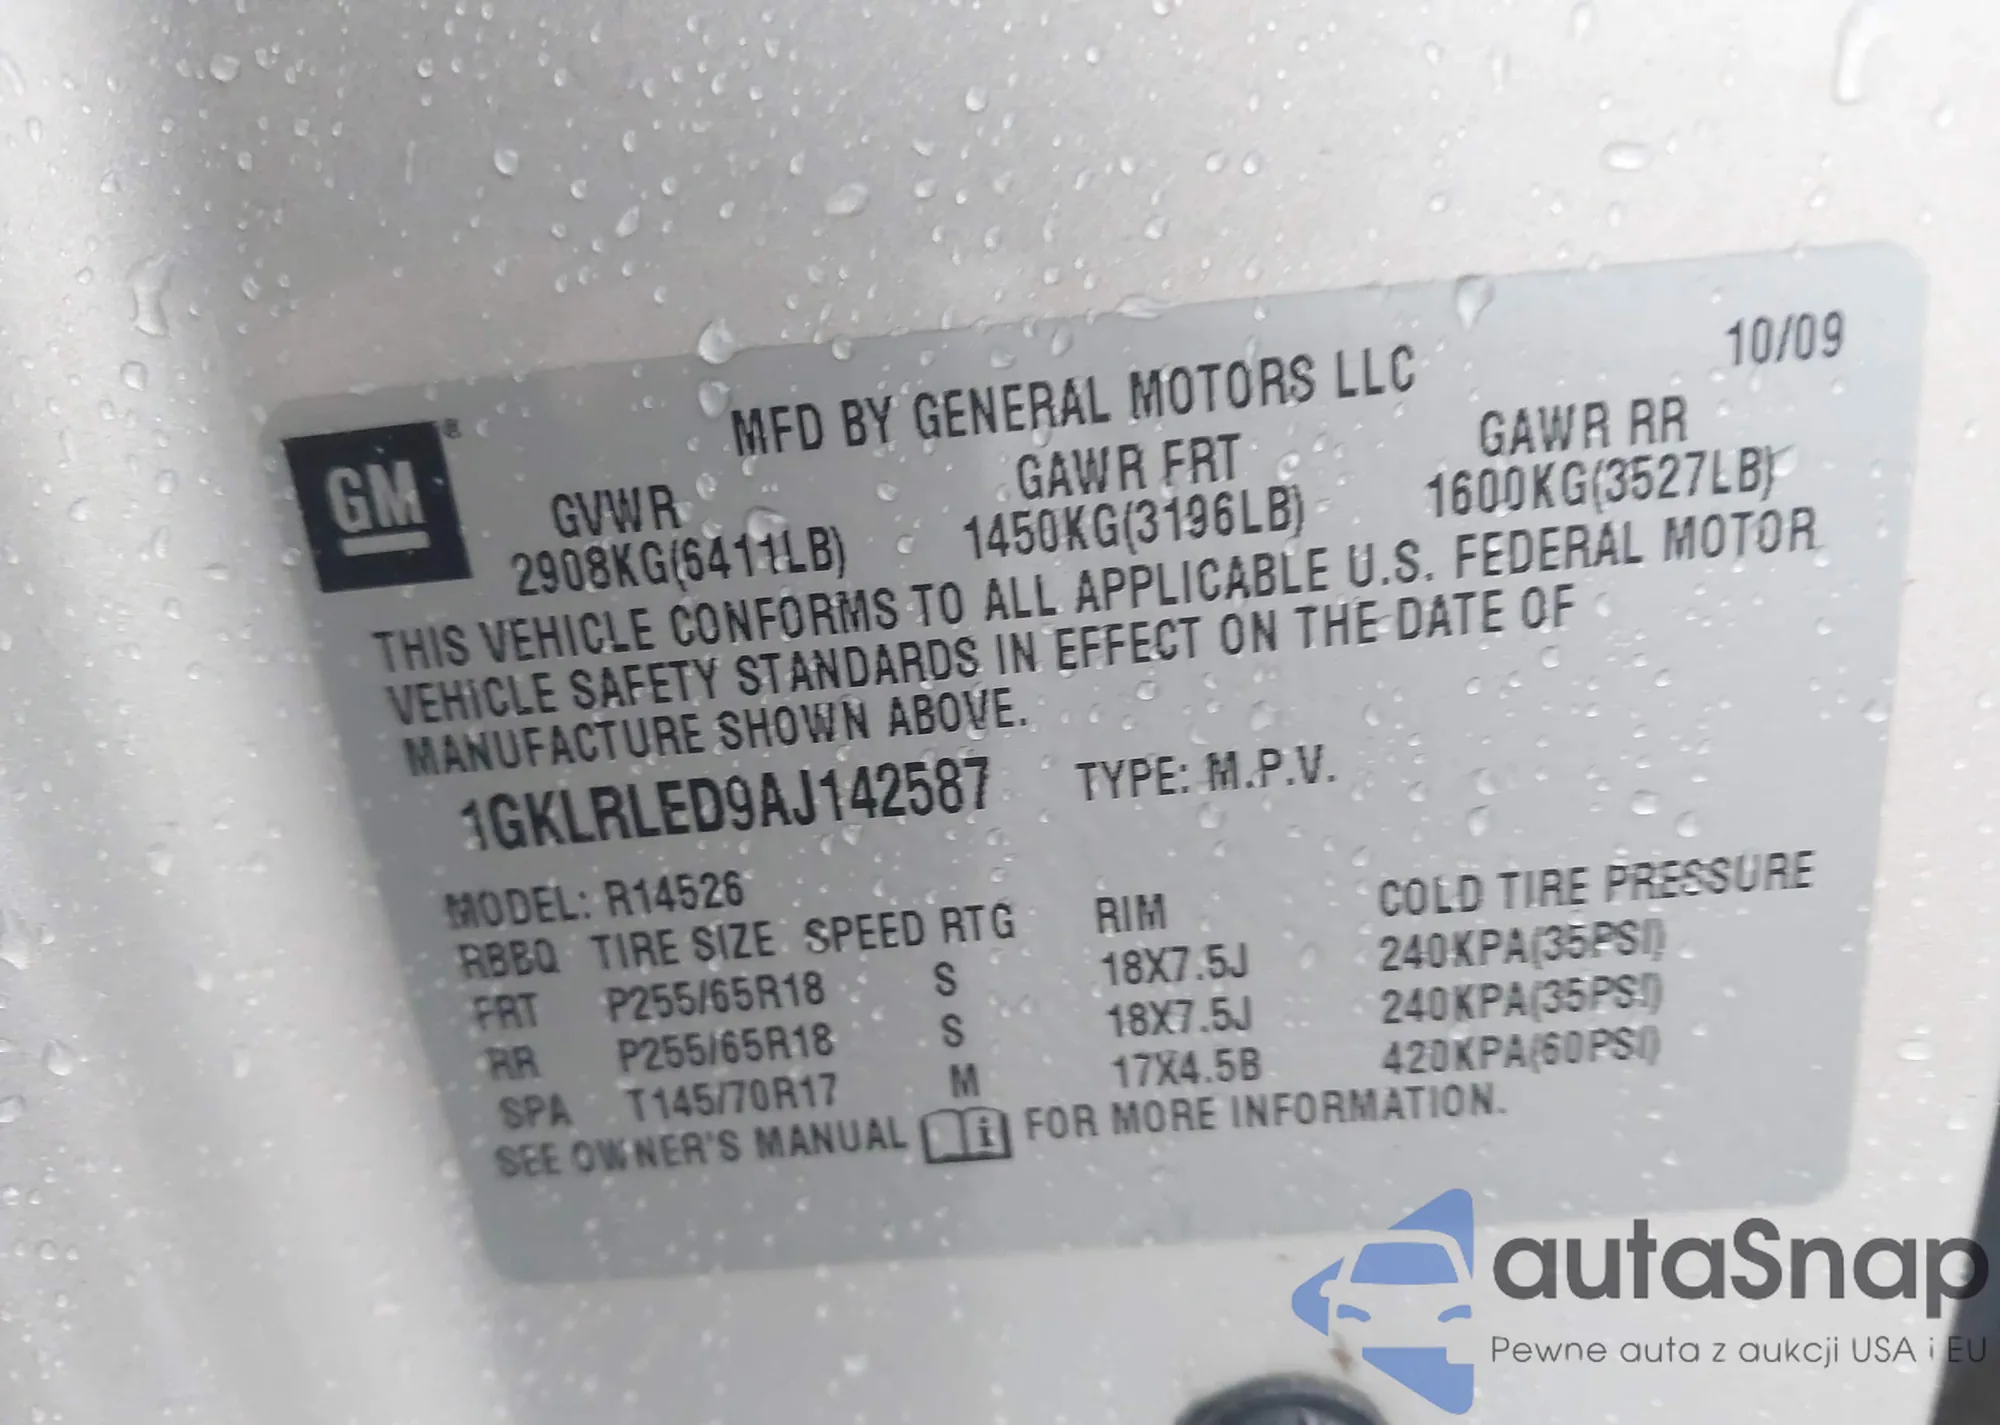 10/09
MFD BY GENERAL MOTORS LLC
GM®
GVWR GAWR FRT GAWR RR
2908KG(6411LB) 1450KG(3196LB) 1600KG(3527LB)
THIS VEHICLE CONFORMS TO ALL APPLICABLE U.S. FEDERAL MOTOR
VEHICLE SAFETY STANDARDS IN EFFECT ON THE DATE OF
MANUFACTURE SHOWN ABOVE.
1GKLRLED9AJ142587 TYPE: M.P.V.
MODEL: R14526
RBBQ TIRE SIZE SPEED RTG RIM COLD TIRE PRESSURE
FRT P255/65R18 S 18X7.5J 240KPA(35PSI)
RR P255/65R18 S 18X7.5J 240KPA(35PSI)
SPA T145/70R17 M 17X4.5B 420KPA(60PSI)
SEE OWNER'S MANUAL i FOR MORE INFORMATION.
autaSnap
Pewne auta z aukcji USA i EU